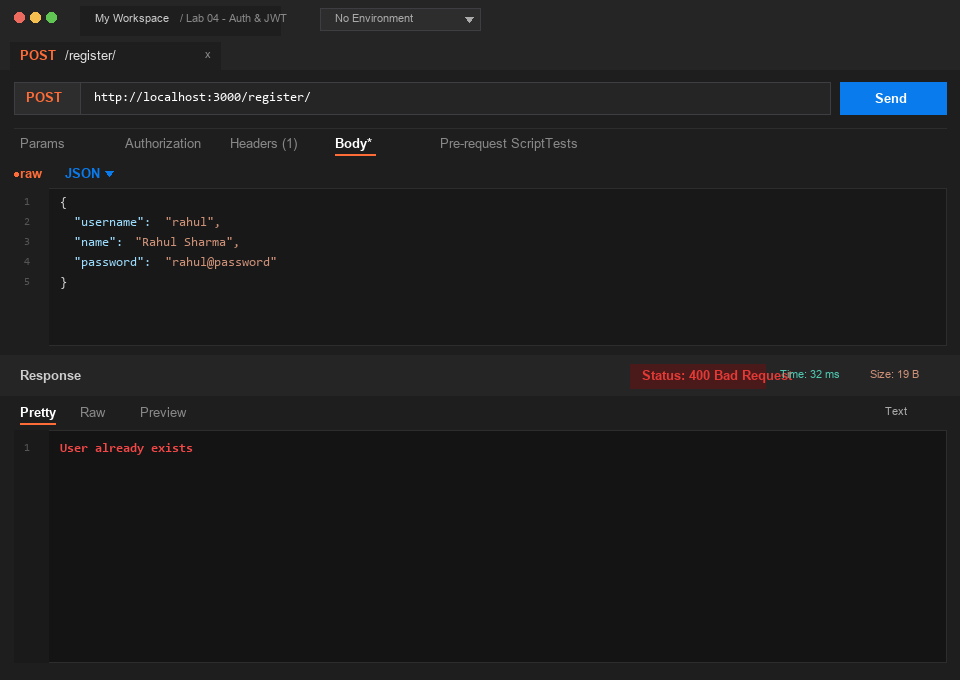 My Workspace / Lab 04 - Auth & JWT No Environment
POST /register/ x
POST http://localhost:3000/register/ Send
Params Authorization Headers (1) Body* Pre-request Script Tests
●raw JSON
1 {
2 "username": "rahul",
3 "name": "Rahul Sharma",
4 "password": "rahul@password"
5 }
Response Status: 400 Bad Request Time: 32 ms Size: 19 B
Pretty Raw Preview Text
1 User already exists